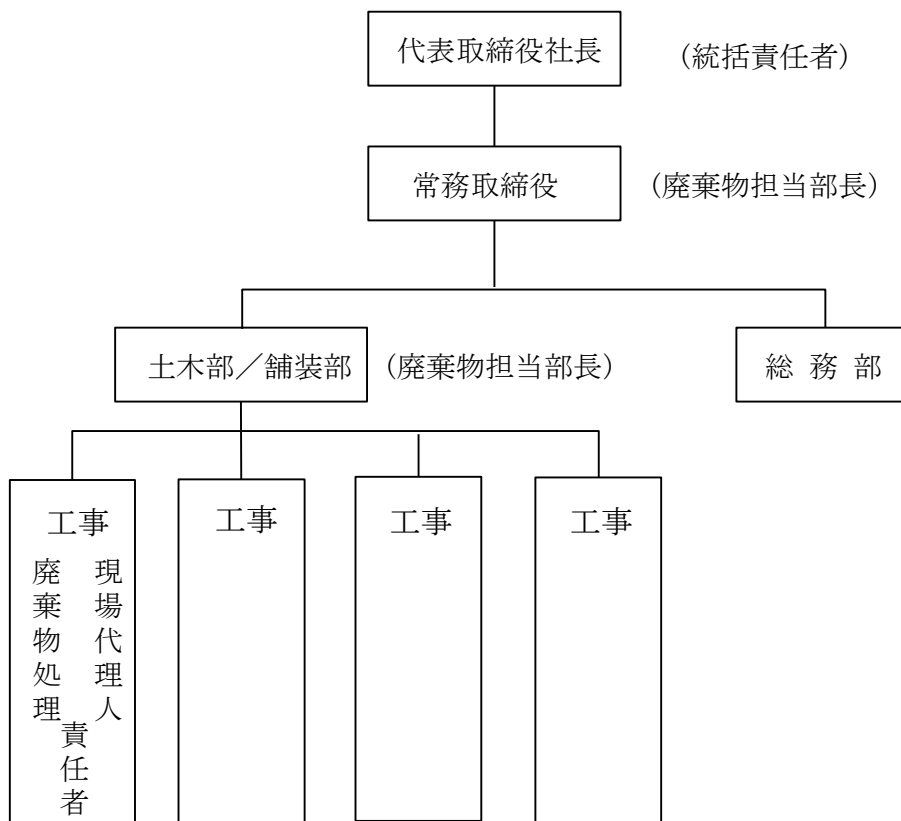 代表取締役社長 (統括責任者)
常務取締役 (廃棄物担当部長)
土木部／舗装部 (廃棄物担当部長)
総 務 部
工事
現場代理人
廃棄物処理
責任者
工事
工事
工事